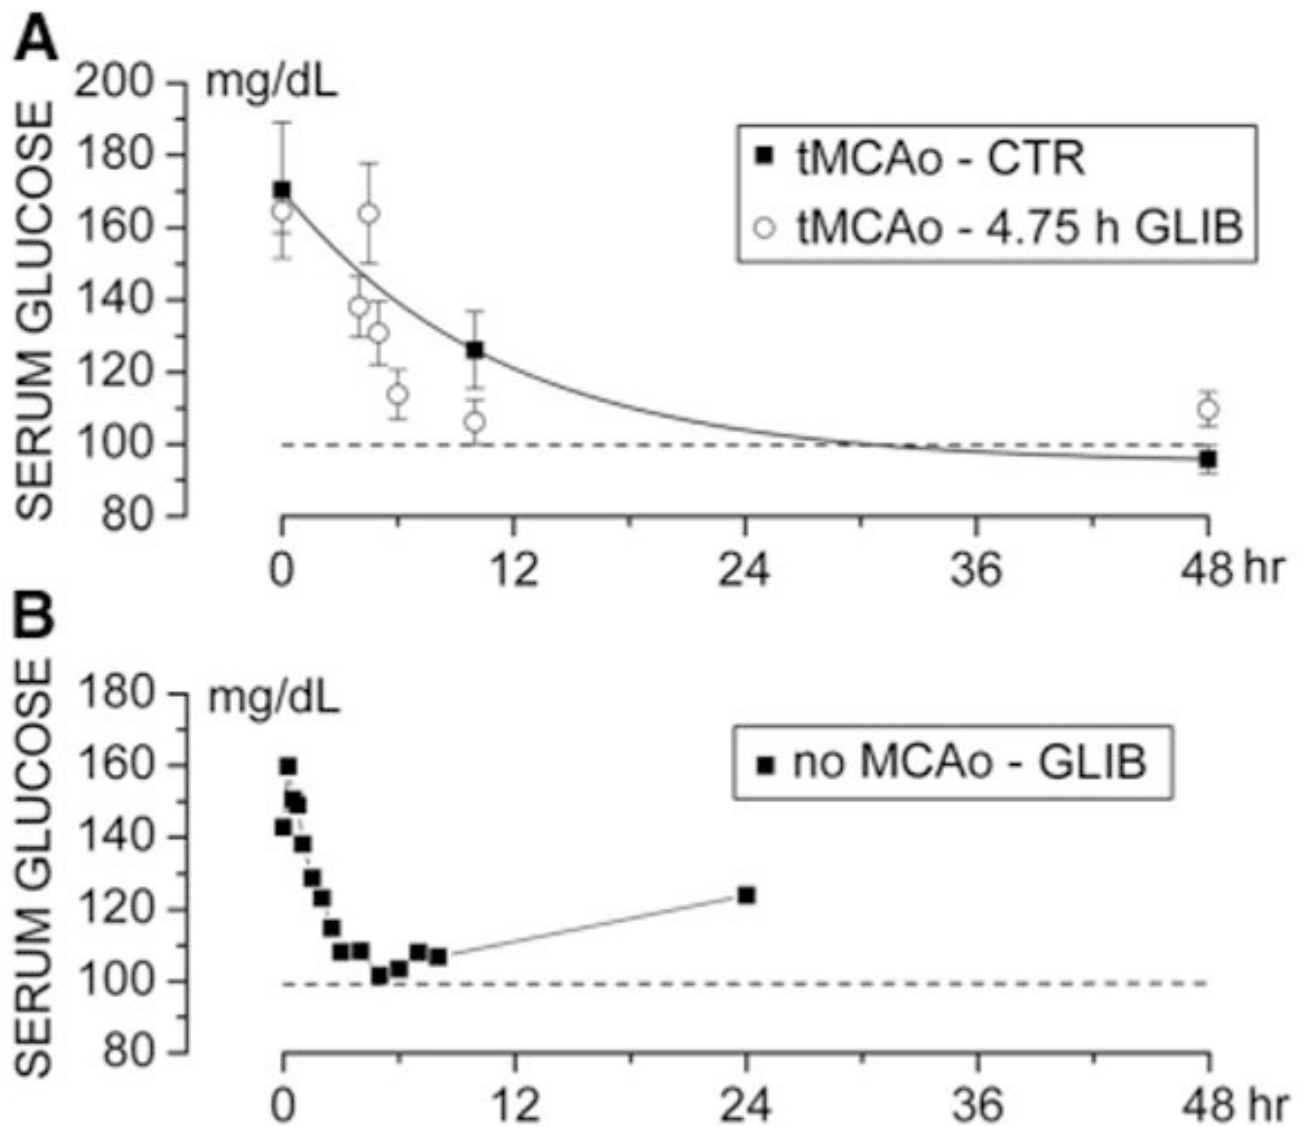 A
SERUM GLUCOSE
mg/dL
200
180
160
140
120
100
80
tMCAo - CTR
tMCAo - 4.75 h GLIB
0 12 24 36 48 hr
B
SERUM GLUCOSE
mg/dL
180
160
140
120
100
80
no MCAo - GLIB
0 12 24 36 48 hr